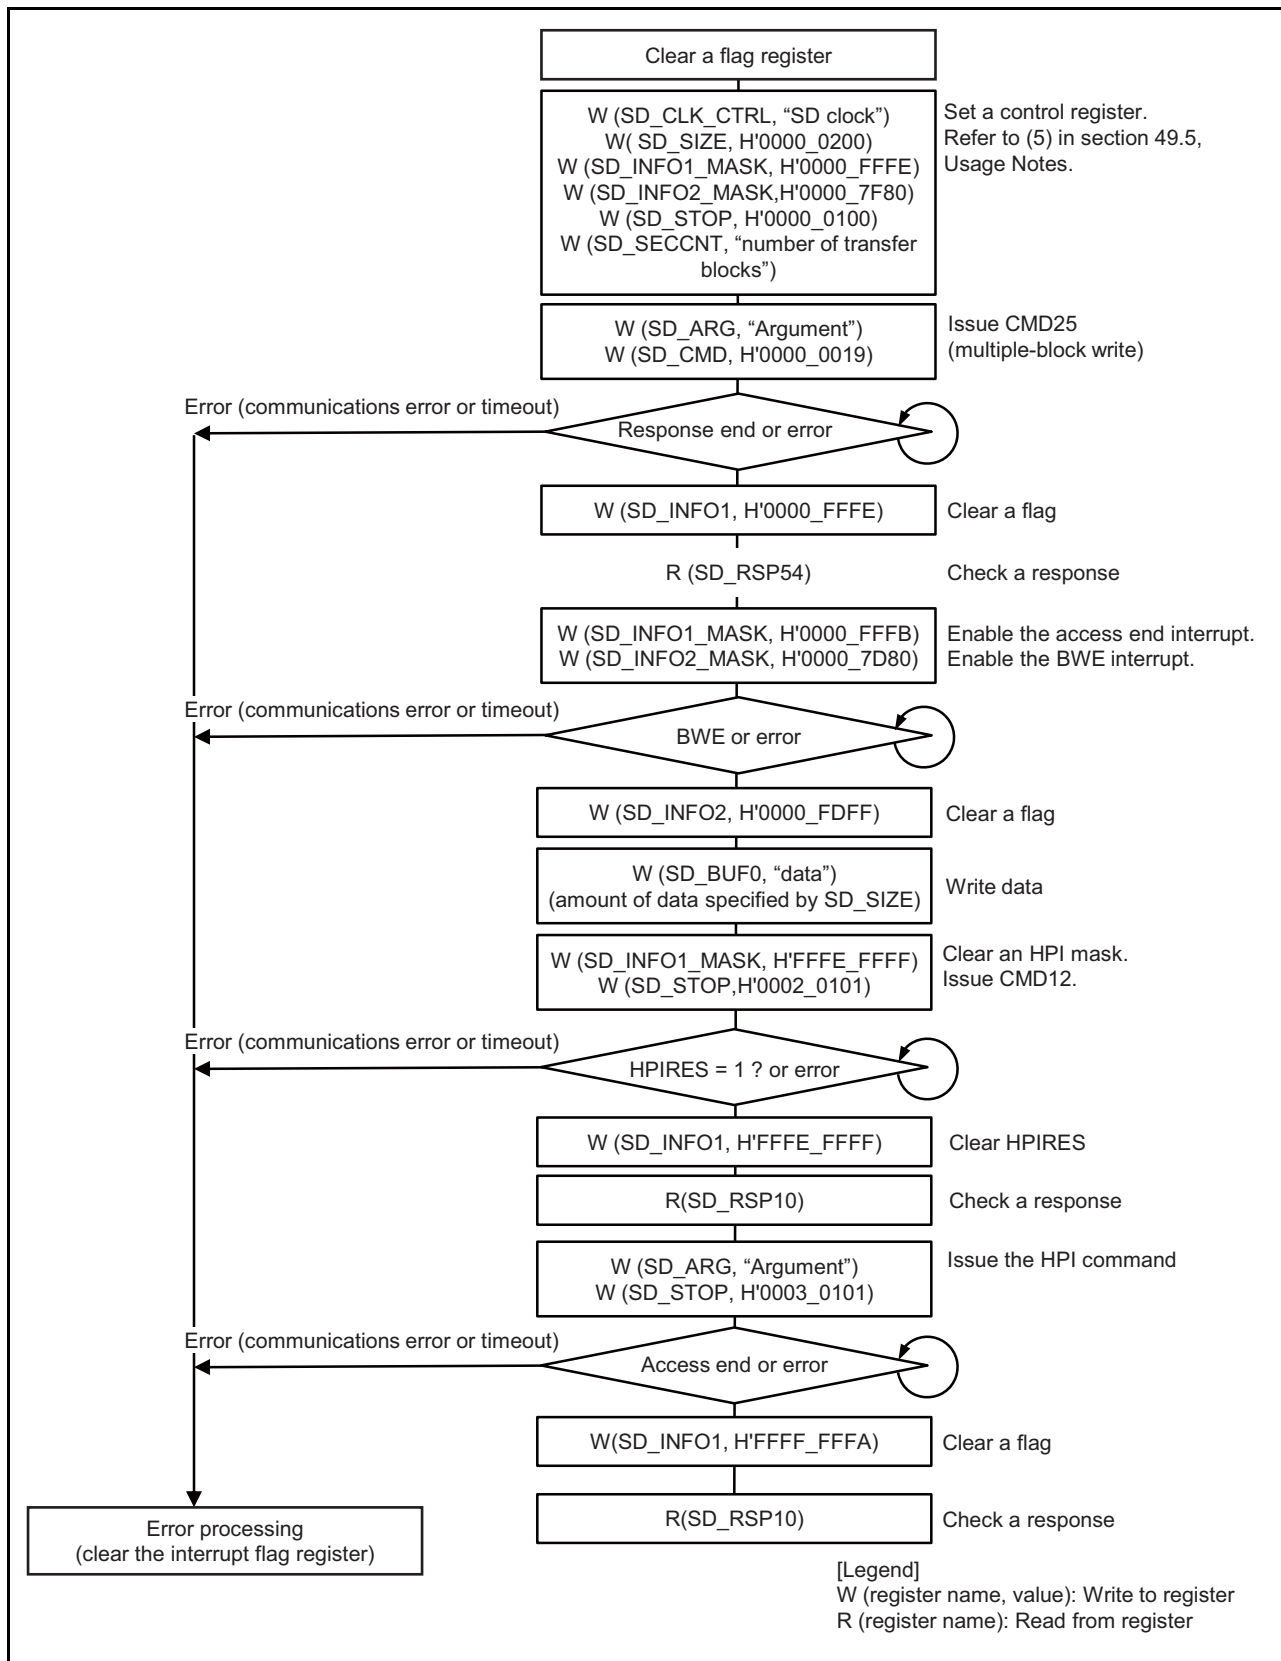 Clear a flag register
W (SD_CLK_CTRL, “SD clock”)
W( SD_SIZE, H'0000_0200)
W (SD_INFO1_MASK, H'0000_FFFE)
W (SD_INFO2_MASK,H'0000_7F80)
W (SD_STOP, H'0000_0100)
W (SD_SECCNT, “number of transfer
blocks”)
Set a control register.
Refer to (5) in section 49.5,
Usage Notes.
W (SD_ARG, “Argument”)
W (SD_CMD, H'0000_0019)
Issue CMD25
(multiple-block write)
Error (communications error or timeout)
Response end or error
W (SD_INFO1, H'0000_FFFE)
Clear a flag
R (SD_RSP54)
Check a response
W (SD_INFO1_MASK, H'0000_FFFB)
W (SD_INFO2_MASK, H'0000_7D80)
Enable the access end interrupt.
Enable the BWE interrupt.
Error (communications error or timeout)
BWE or error
W (SD_INFO2, H'0000_FDFF)
Clear a flag
W (SD_BUF0, “data”)
(amount of data specified by SD_SIZE)
Write data
W (SD_INFO1_MASK, H'FFFE_FFFF)
W (SD_STOP,H'0002_0101)
Clear an HPI mask.
Issue CMD12.
Error (communications error or timeout)
HPIRES = 1 ? or error
W (SD_INFO1, H'FFFE_FFFF)
Clear HPIRES
R(SD_RSP10)
Check a response
W (SD_ARG, “Argument”)
W (SD_STOP, H'0003_0101)
Issue the HPI command
Error (communications error or timeout)
Access end or error
W(SD_INFO1, H'FFFF_FFFA)
Clear a flag
R(SD_RSP10)
Check a response
Error processing
(clear the interrupt flag register)
[Legend]
W (register name, value): Write to register
R (register name): Read from register